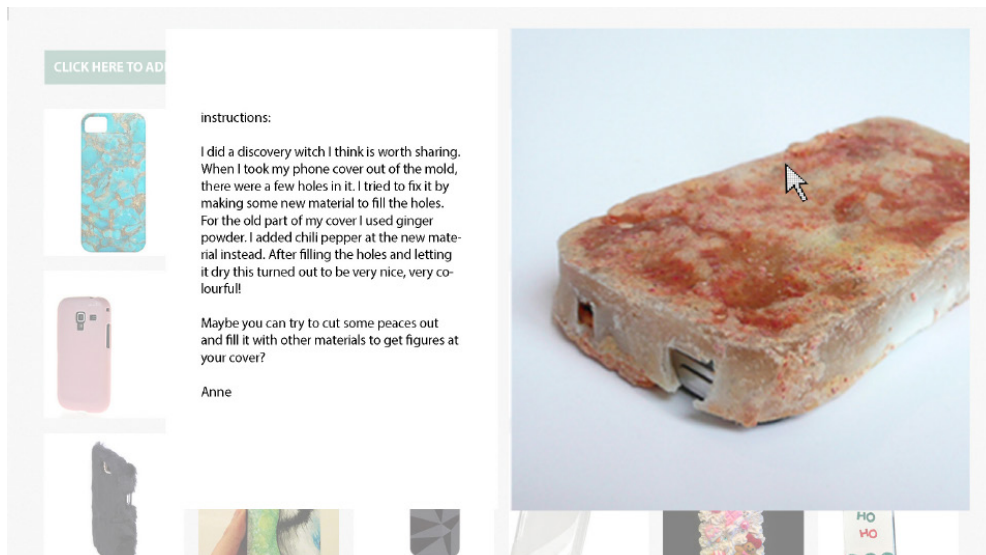 CLICK HERE TO AD
instructions:
I did a discovery witch I think is worth sharing.
When I took my phone cover out of the mold,
there were a few holes in it. I tried to fix it by
making some new material to fill the holes.
For the old part of my cover I used ginger
powder. I added chili pepper at the new mate-
rial instead. After filling the holes and letting
it dry this turned out to be very nice, very co-
lourful!
Maybe you can try to cut some peaces out
and fill it with other materials to get figures at
your cover?
Anne
HO
HO